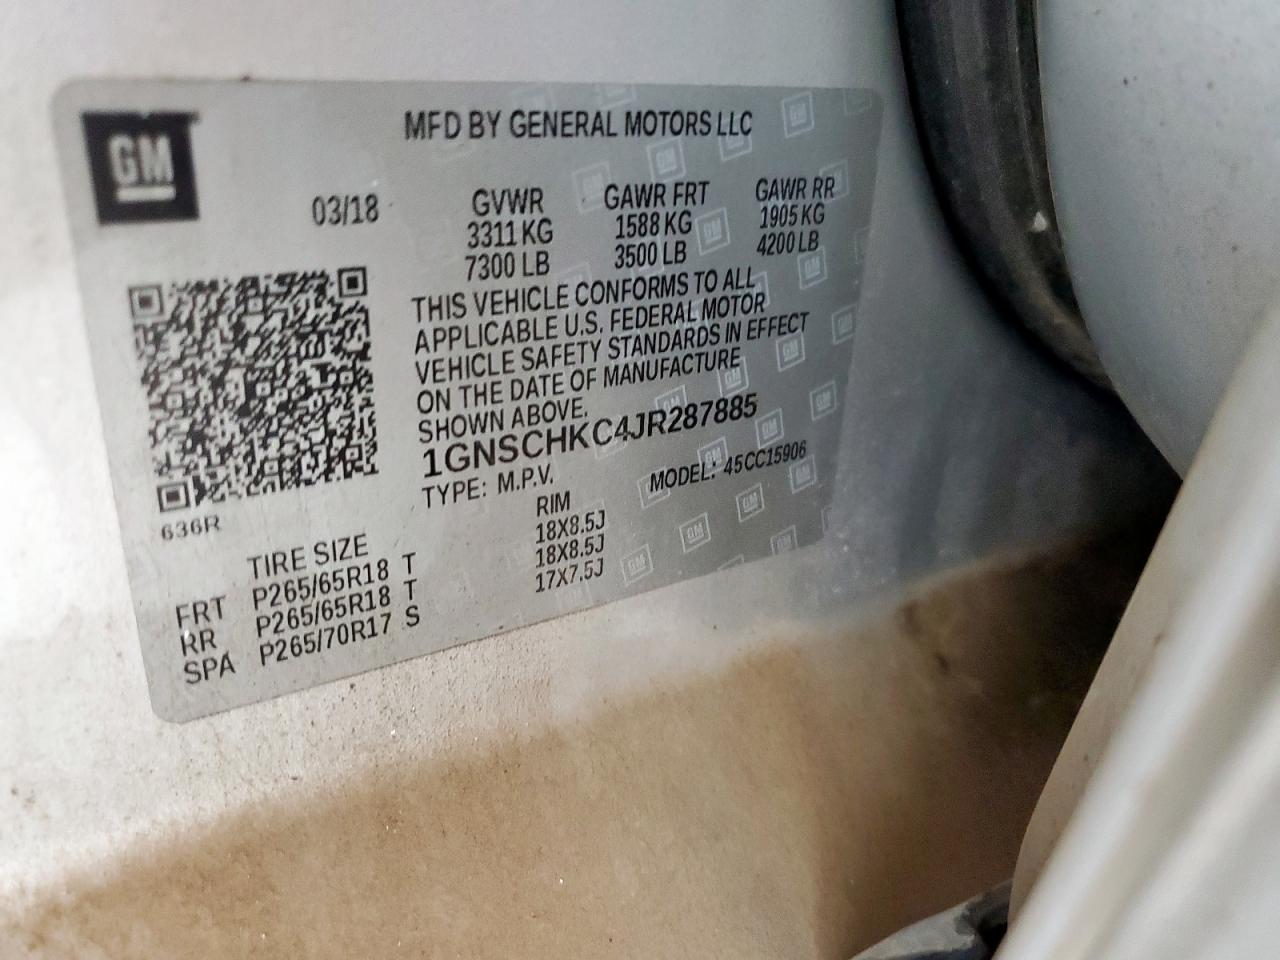 GM
MFD BY GENERAL MOTORS LLC
03/18
GVWR GAWR FRT GAWR RR
3311 KG 1588 KG 1905 KG
7300 LB 3500 LB 4200 LB
THIS VEHICLE CONFORMS TO ALL
APPLICABLE U.S. FEDERAL MOTOR
VEHICLE SAFETY STANDARDS IN EFFECT
ON THE DATE OF MANUFACTURE
SHOWN ABOVE.
1GNSCHKC4JR287885
TYPE: M.P.V. MODEL: 45CC15906
636R
TIRE SIZE RIM
FRT P265/65R18 T 18X8.5J
RR P265/65R18 T 18X8.5J
SPA P265/70R17 S 17X7.5J